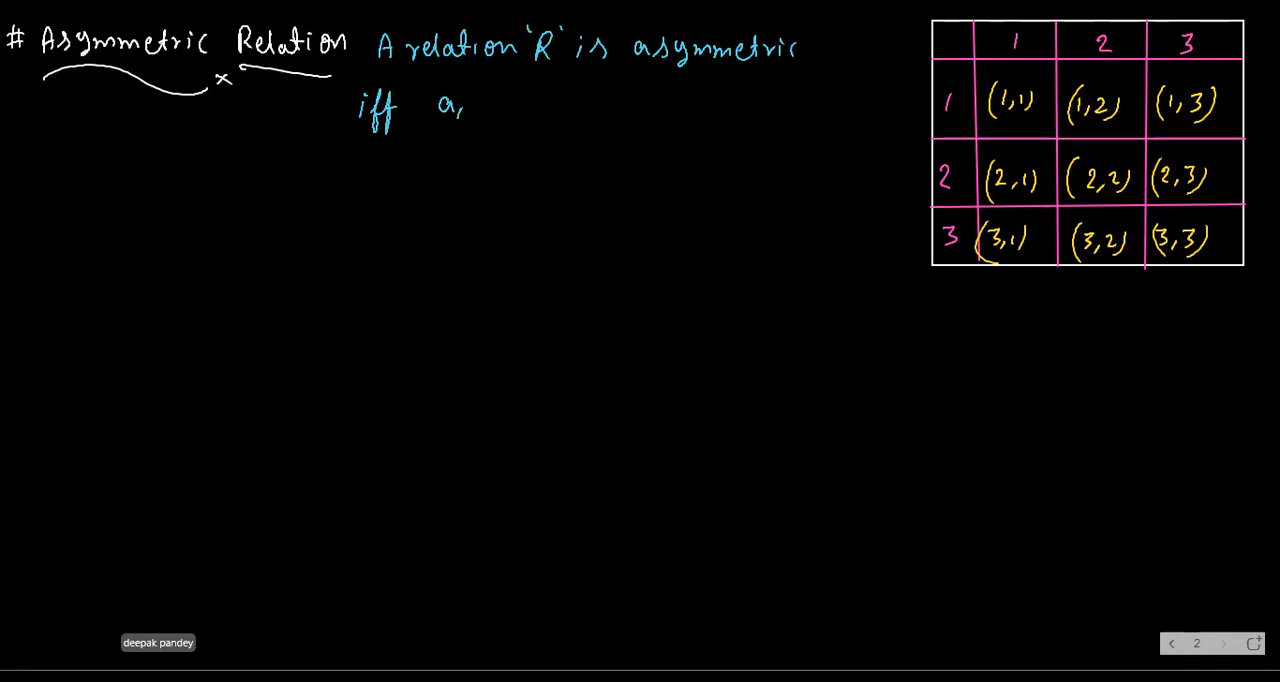 # Asymmetric Relation A relation 'R' is asymmetric
iff a,
1 2 3
1 (1,1) (1,2) (1,3)
2 (2,1) (2,2) (2,3)
3 (3,1) (3,2) (3,3)
deepak pandey
< 2 >